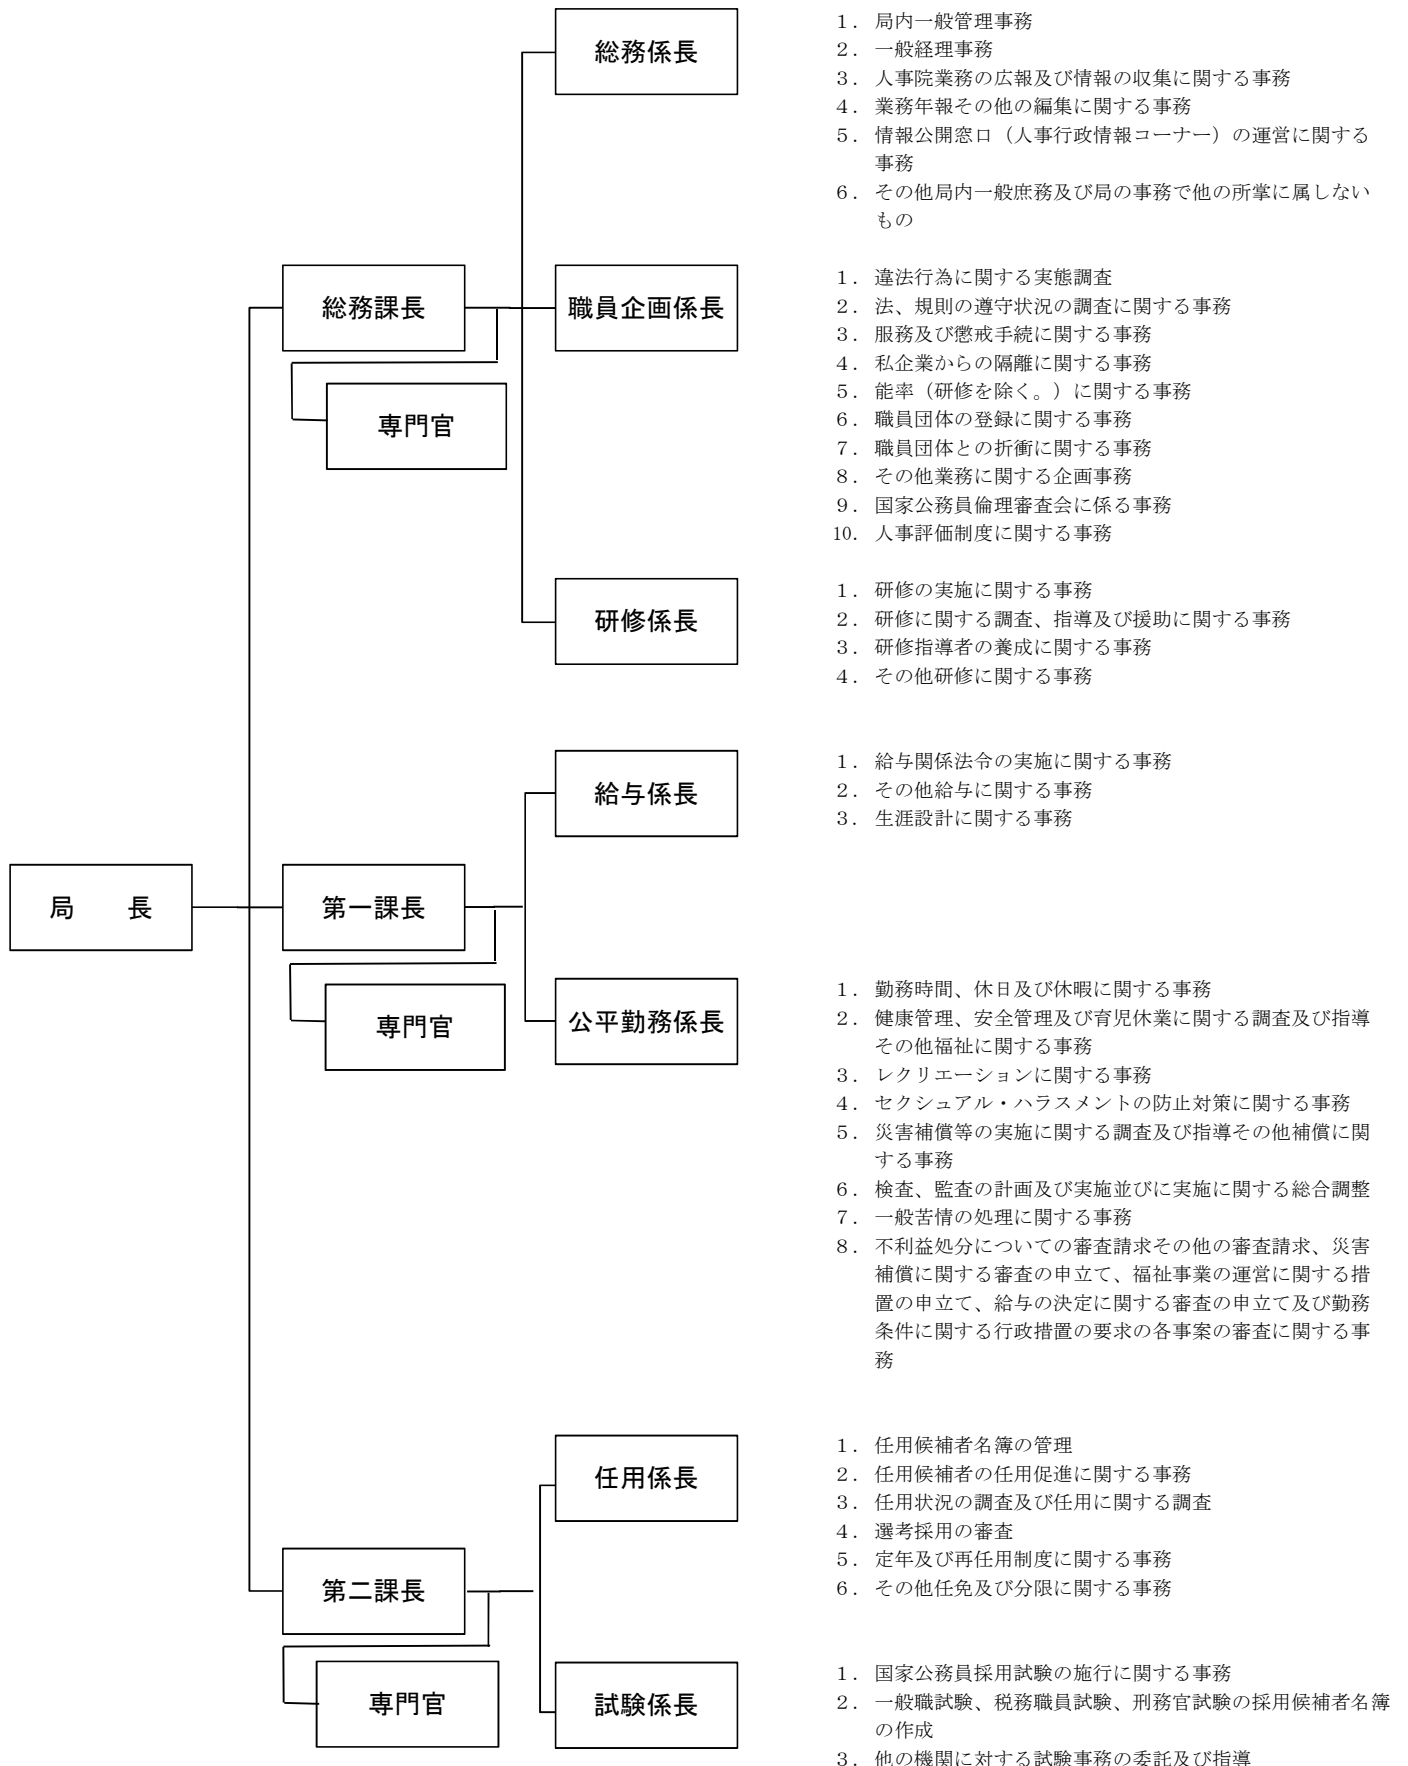 総務係長
１．局内一般管理事務
２．一般経理事務
３．人事院業務の広報及び情報の収集に関する事務
４．業務年報その他の編集に関する事務
５．情報公開窓口（人事行政情報コーナー）の運営に関する
事務
６．その他局内一般庶務及び局の事務で他の所掌に属しない
もの
総務課長
専門官
職員企画係長
１．違法行為に関する実態調査
２．法、規則の遵守状況の調査に関する事務
３．服務及び懲戒手続に関する事務
４．私企業からの隔離に関する事務
５．能率（研修を除く。）に関する事務
６．職員団体の登録に関する事務
７．職員団体との折衝に関する事務
８．その他業務に関する企画事務
９．国家公務員倫理審査会に係る事務
10．人事評価制度に関する事務
研修係長
１．研修の実施に関する事務
２．研修に関する調査、指導及び援助に関する事務
３．研修指導者の養成に関する事務
４．その他研修に関する事務
給与係長
１．給与関係法令の実施に関する事務
２．その他給与に関する事務
３．生涯設計に関する事務
局　　長
第一課長
専門官
公平勤務係長
１．勤務時間、休日及び休暇に関する事務
２．健康管理、安全管理及び育児休業に関する調査及び指導
その他福祉に関する事務
３．レクリエーションに関する事務
４．セクシュアル・ハラスメントの防止対策に関する事務
５．災害補償等の実施に関する調査及び指導その他補償に関
する事務
６．検査、監査の計画及び実施並びに実施に関する総合調整
７．一般苦情の処理に関する事務
８．不利益処分についての審査請求その他の審査請求、災害
補償に関する審査の申立て、福祉事業の運営に関する措
置の申立て、給与の決定に関する審査の申立て及び勤務
条件に関する行政措置の要求の各事案の審査に関する事
務
任用係長
１．任用候補者名簿の管理
２．任用候補者の任用促進に関する事務
３．任用状況の調査及び任用に関する調査
４．選考採用の審査
５．定年及び再任用制度に関する事務
６．その他任免及び分限に関する事務
第二課長
専門官
試験係長
１．国家公務員採用試験の施行に関する事務
２．一般職試験、税務職員試験、刑務官試験の採用候補者名簿
の作成
３．他の機関に対する試験事務の委託及び指導